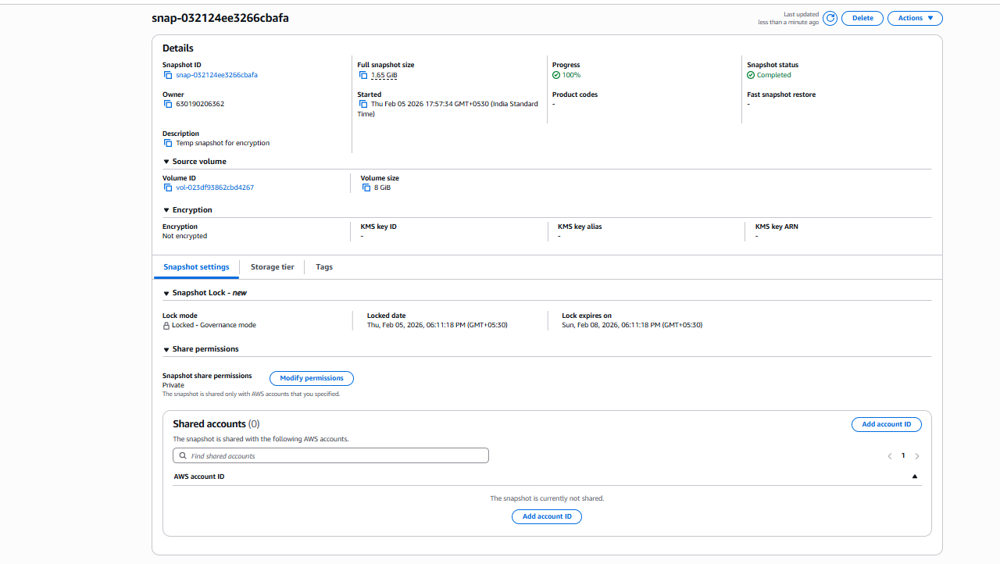 snap-032124ee3266cbafa
Last updated
less than a minute ago
Delete
Actions
Details
Snapshot ID
snap-032124ee3266cbafa
Full snapshot size
1.65 GiB
Progress
100%
Snapshot status
Completed
Owner
630190206362
Started
Thu Feb 05 2026 17:57:34 GMT+0530 (India Standard
Time)
Product codes
-
Fast snapshot restore
-
Description
Temp snapshot for encryption
Source volume
Volume ID
vol-023df93862cbd4267
Volume size
8 GiB
Encryption
Encryption
Not encrypted
KMS key ID
-
KMS key alias
-
KMS key ARN
-
Snapshot settings
Storage tier
Tags
Snapshot Lock - new
Lock mode
Locked - Governance mode
Locked date
Thu, Feb 05, 2026, 06:11:18 PM (GMT+05:30)
Lock expires on
Sun, Feb 08, 2026, 06:11:18 PM (GMT+05:30)
Share permissions
Snapshot share permissions
Private
Modify permissions
The snapshot is shared only with AWS accounts that you specified.
Shared accounts (0)
Add account ID
The snapshot is shared with the following AWS accounts.
Find shared accounts
1
AWS account ID
The snapshot is currently not shared.
Add account ID